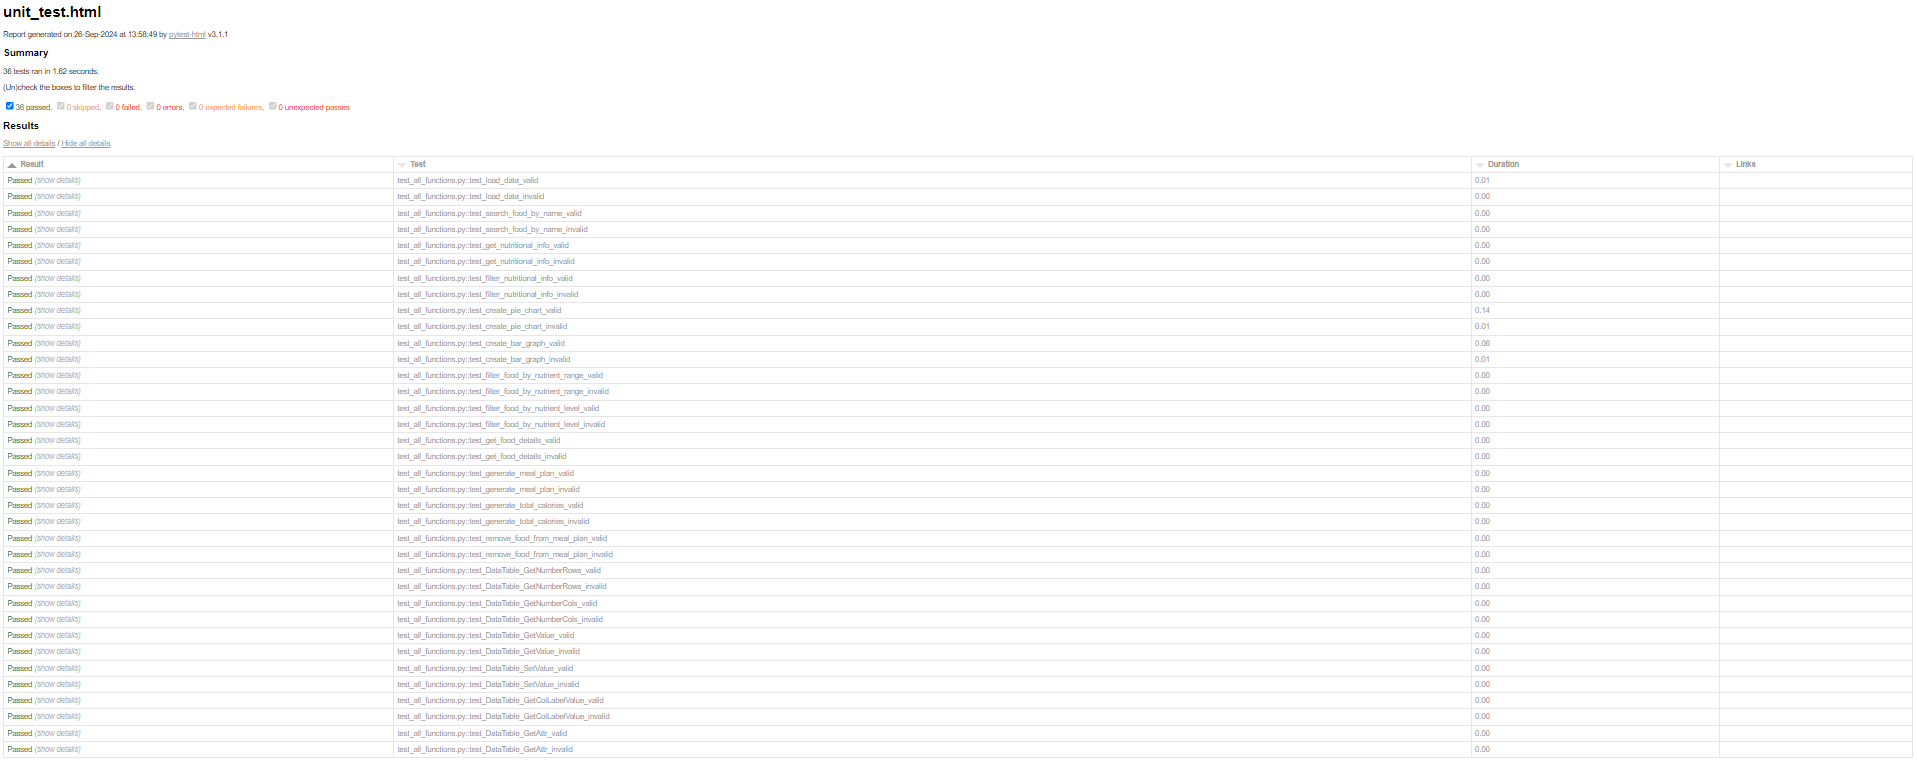 unit_test.html
Report generated on 26-Sep-2024 at 13:58:49 by pytest-html v3.1.1
Summary
36 tests ran in 1.62 seconds.
(Un)check the boxes to filter the results.
36 passed, 0 skipped, 0 failed, 0 errors, 0 expected failures, 0 unexpected passes
Results
Show all details / Hide all details
Result Test Duration Links
Passed (show details) test_all_functions.py::test_load_data_valid 0.01
Passed (show details) test_all_functions.py::test_load_data_invalid 0.00
Passed (show details) test_all_functions.py::test_search_food_by_name_valid 0.00
Passed (show details) test_all_functions.py::test_search_food_by_name_invalid 0.00
Passed (show details) test_all_functions.py::test_get_nutritional_info_valid 0.00
Passed (show details) test_all_functions.py::test_get_nutritional_info_invalid 0.00
Passed (show details) test_all_functions.py::test_filter_nutritional_info_valid 0.00
Passed (show details) test_all_functions.py::test_filter_nutritional_info_invalid 0.00
Passed (show details) test_all_functions.py::test_create_pie_chart_valid 0.14
Passed (show details) test_all_functions.py::test_create_pie_chart_invalid 0.01
Passed (show details) test_all_functions.py::test_create_bar_graph_valid 0.06
Passed (show details) test_all_functions.py::test_create_bar_graph_invalid 0.01
Passed (show details) test_all_functions.py::test_filter_food_by_nutrient_range_valid 0.00
Passed (show details) test_all_functions.py::test_filter_food_by_nutrient_range_invalid 0.00
Passed (show details) test_all_functions.py::test_filter_food_by_nutrient_level_valid 0.00
Passed (show details) test_all_functions.py::test_filter_food_by_nutrient_level_invalid 0.00
Passed (show details) test_all_functions.py::test_get_food_details_valid 0.00
Passed (show details) test_all_functions.py::test_get_food_details_invalid 0.00
Passed (show details) test_all_functions.py::test_generate_meal_plan_valid 0.00
Passed (show details) test_all_functions.py::test_generate_meal_plan_invalid 0.00
Passed (show details) test_all_functions.py::test_generate_total_calories_valid 0.00
Passed (show details) test_all_functions.py::test_generate_total_calories_invalid 0.00
Passed (show details) test_all_functions.py::test_remove_food_from_meal_plan_valid 0.00
Passed (show details) test_all_functions.py::test_remove_food_from_meal_plan_invalid 0.00
Passed (show details) test_all_functions.py::test_DataTable_GetNumberRows_valid 0.00
Passed (show details) test_all_functions.py::test_DataTable_GetNumberRows_invalid 0.00
Passed (show details) test_all_functions.py::test_DataTable_GetNumberCols_valid 0.00
Passed (show details) test_all_functions.py::test_DataTable_GetNumberCols_invalid 0.00
Passed (show details) test_all_functions.py::test_DataTable_GetValue_valid 0.00
Passed (show details) test_all_functions.py::test_DataTable_GetValue_invalid 0.00
Passed (show details) test_all_functions.py::test_DataTable_SetValue_valid 0.00
Passed (show details) test_all_functions.py::test_DataTable_SetValue_invalid 0.00
Passed (show details) test_all_functions.py::test_DataTable_GetColLabelValue_valid 0.00
Passed (show details) test_all_functions.py::test_DataTable_GetColLabelValue_invalid 0.00
Passed (show details) test_all_functions.py::test_DataTable_GetAttr_valid 0.00
Passed (show details) test_all_functions.py::test_DataTable_GetAttr_invalid 0.00